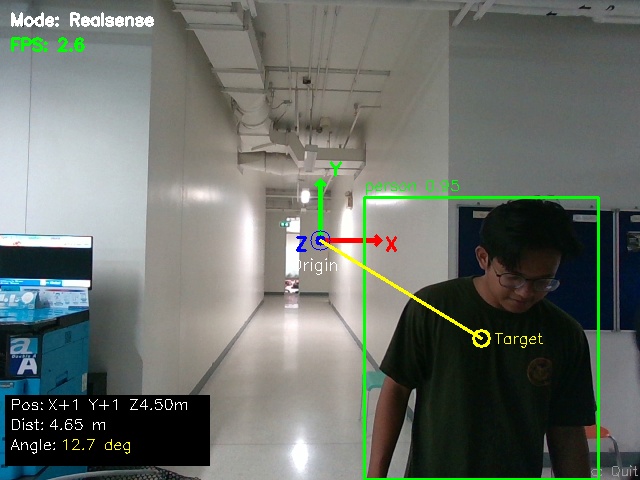 Mode: Realsense
FPS: 2.6
Y
person 0.95
Z
X
Origin
Target
a
A
Pos: X+1 Y+1 Z4.50m
Dist: 4.65 m
Angle: 12.7 deg
q: Quit